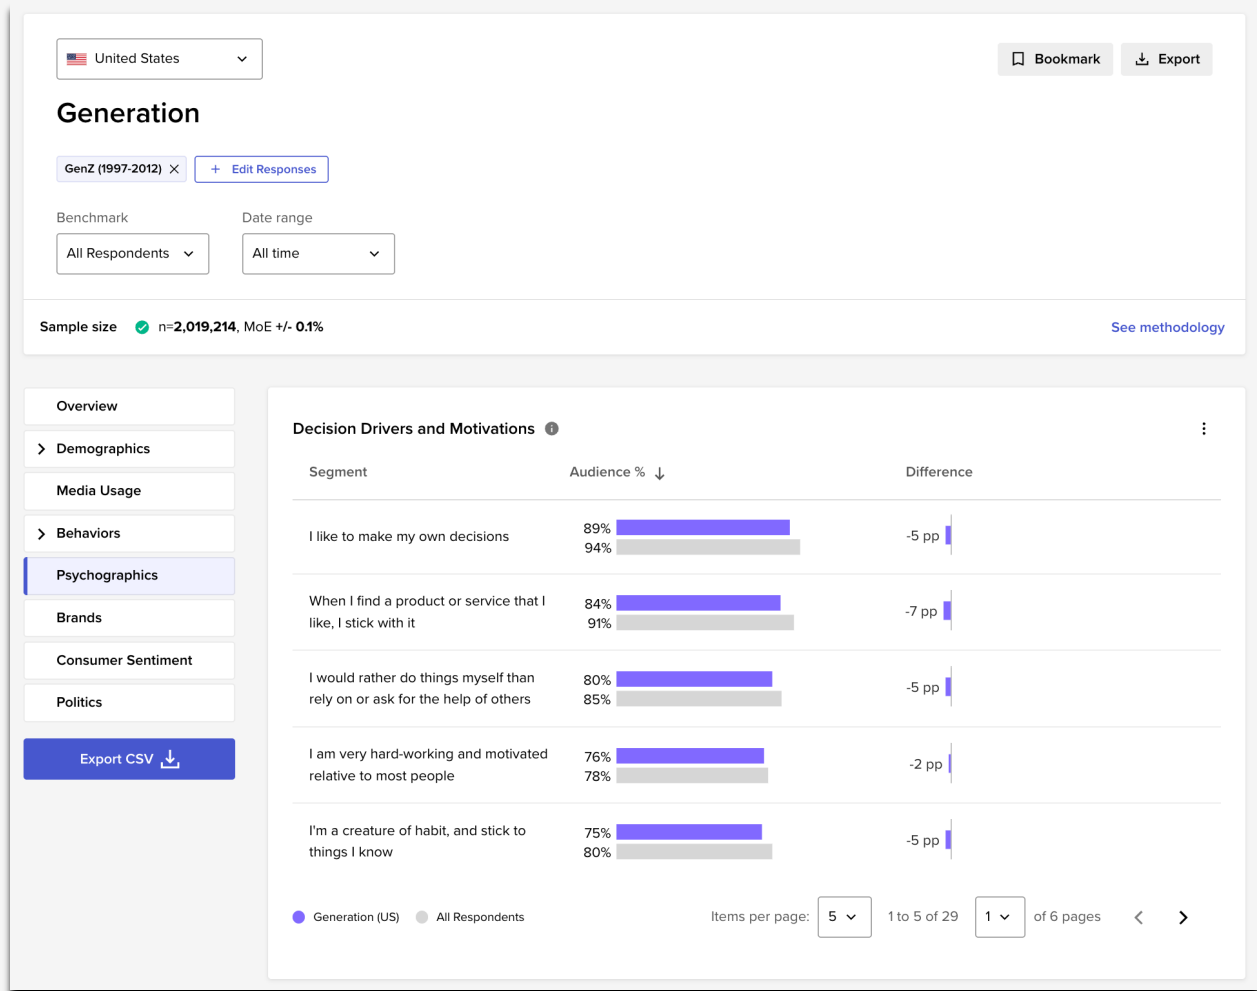 United States
Bookmark
Export
Generation
GenZ (1997-2012)
+ Edit Responses
Benchmark
Date range
All Respondents
All time
Sample size
n=2,019,214, MoE +/- 0.1%
See methodology
Overview
Demographics
Media Usage
Behaviors
Psychographics
Brands
Consumer Sentiment
Politics
Export CSV
Decision Drivers and Motivations
Segment
Audience %
Difference
I like to make my own decisions
89%
94%
-5 pp
When I find a product or service that I
like, I stick with it
84%
91%
-7 pp
I would rather do things myself than
rely on or ask for the help of others
80%
85%
-5 pp
I am very hard-working and motivated
relative to most people
76%
78%
-2 pp
I'm a creature of habit, and stick to
things I know
75%
80%
-5 pp
Generation (US)
All Respondents
Items per page:
5
1 to 5 of 29
1
of 6 pages